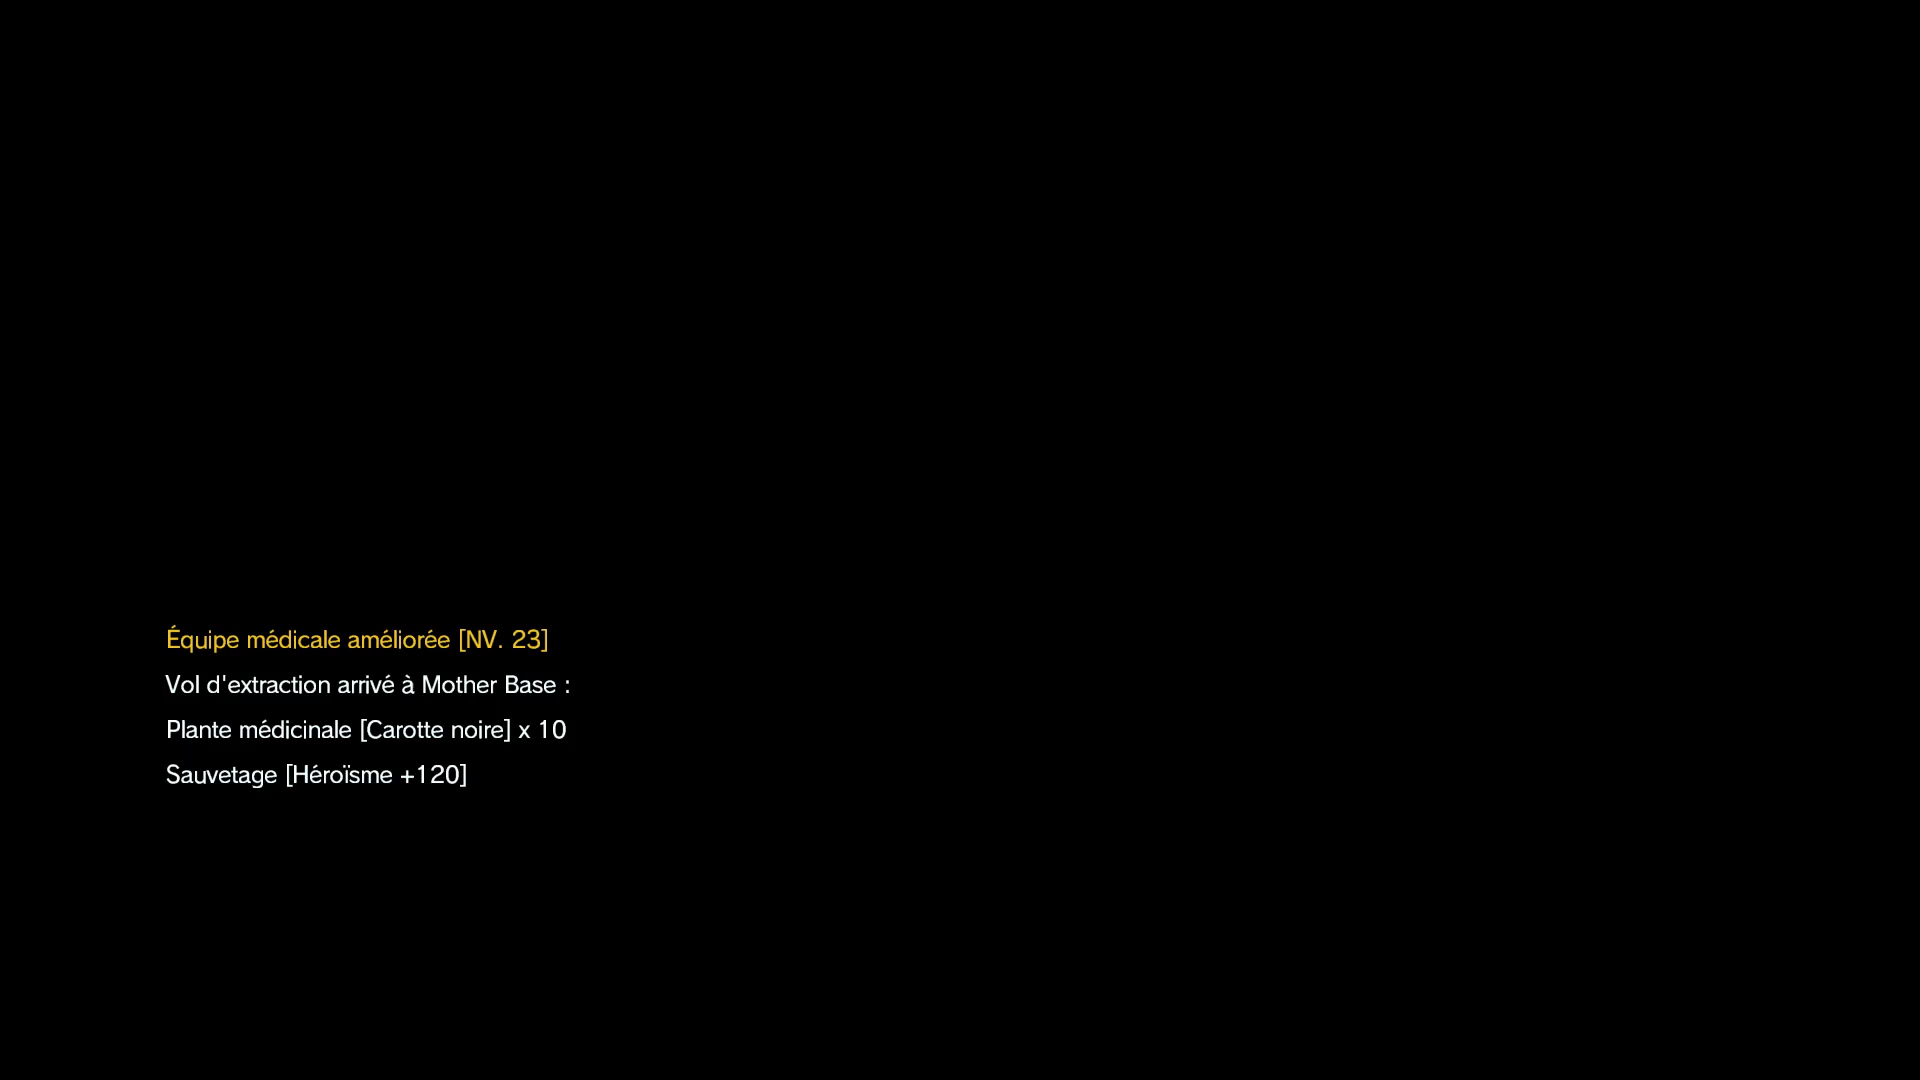 Équipe médicale améliorée [NV. 23]
Vol d'extraction arrivé à Mother Base :
Plante médicinale [Carotte noire] x 10
Sauvetage [Héroïsme +120]